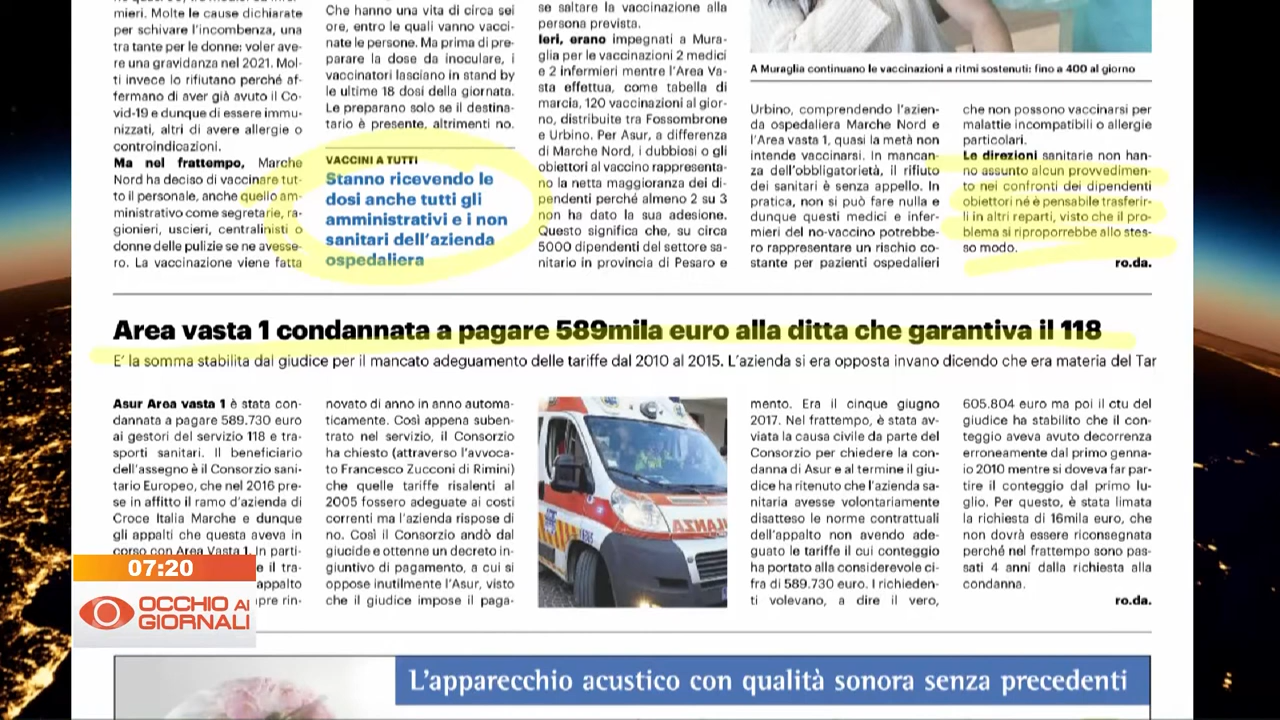 mieri. Molte le cause dichiarate
per schivare l'incombenza, una
tra tante per le donne: voler ave-
re una gravidanza nel 2021. Mol-
ti invece lo rifiutano perché af-
fermano di aver già avuto il Co-
vid-19 e dunque di essere immu-
nizzati, altri di avere allergie o
controindicazioni.
Ma nel frattempo, Marche
Nord ha deciso di vaccinare tut-
to il personale, anche quello am-
ministrativo come segretarie, ra-
gionieri, uscieri, centralinisti o
donne delle pulizie se ne avesse-
ro. La vaccinazione viene fatta
Che hanno una vita di circa sei
ore, entro le quali vanno vacci-
nate le persone. Ma prima di pre-
parare la dose da inoculare, i
vaccinatori lasciano in stand by
le ultime 18 dosi della giornata.
Le preparano solo se il destina-
tario è presente, altrimenti no.
VACCINI A TUTTI
Stanno ricevendo le
dosi anche tutti gli
amministrativi e i non
sanitari dell'azienda
ospedaliera
se saltare la vaccinazione alla
persona prevista.
Ieri, erano impegnati a Mura-
glia per le vaccinazioni 2 medici
e 2 infermieri mentre l'Area Va-
sta effettua, come tabella di
marcia, 120 vaccinazioni al gior-
no, distribuite tra Fossombrone
e Urbino. Per Asur, a differenza
di Marche Nord, i dubbiosi o gli
obiettori al vaccino rappresenta-
no la netta maggioranza dei di-
pendenti perché almeno 2 su 3
non ha dato la sua adesione.
Questo significa che, su circa
5000 dipendenti del settore sa-
nitario in provincia di Pesaro e
A Muraglia continuano le vaccinazioni a ritmi sostenuti: fino a 400 al giorno
Urbino, comprendendo l'azien-
da ospedaliera Marche Nord e
l'Area vasta 1, quasi la metà non
intende vaccinarsi. In mancan-
za dell'obbligatorietà, il rifiuto
dei sanitari è senza appello. In
pratica, non si può fare nulla e
dunque questi medici e infer-
mieri del no-vaccino potrebbe-
ro rappresentare un rischio co-
stante per pazienti ospedalieri
che non possono vaccinarsi per
malattie incompatibili o allergie
particolari.
Le direzioni sanitarie non han-
no assunto alcun provvedimen-
to nei confronti dei dipendenti
obiettori né è pensabile trasferir-
li in altri reparti, visto che il pro-
blema si riproporrebbe allo stes-
so modo.
ro.da.
Area vasta 1 condannata a pagare 589mila euro alla ditta che garantiva il 118
E' la somma stabilita dal giudice per il mancato adeguamento delle tariffe dal 2010 al 2015. L'azienda si era opposta invano dicendo che era materia del Tar
Asur Area vasta 1 è stata con-
dannata a pagare 589.730 euro
ai gestori del servizio 118 e tra-
sporti sanitari. Il beneficiario
dell'assegno è il Consorzio sani-
tario Europeo, che nel 2016 pre-
se in affitto il ramo d'azienda di
Croce Italia Marche e dunque
gli appalti che questa aveva in
corso con Area Vasta 1. In parti-
e il tra-
appalto
pre rin-
novato di anno in anno automa-
ticamente. Così appena suben-
trato nel servizio, il Consorzio
ha chiesto (attraverso l'avvoca-
to Francesco Zucconi di Rimini)
che quelle tariffe risalenti al
2005 fossero adeguate ai costi
correnti ma l'azienda rispose di
no. Così il Consorzio andò dal
giudice e ottenne un decreto in-
giuntivo di pagamento, a cui si
oppose inutilmente l'Asur, visto
che il giudice impose il paga-
mento. Era il cinque giugno
2017. Nel frattempo, è stata av-
viata la causa civile da parte del
Consorzio per chiedere la con-
danna di Asur e al termine il giu-
dice ha ritenuto che l'azienda sa-
nitaria avesse volontariamente
disatteso le norme contrattuali
dell'appalto non avendo ade-
guato le tariffe il cui conteggio
ha portato alla considerevole ci-
fra di 589.730 euro. I richieden-
ti volevano, a dire il vero,
605.804 euro ma poi il ctu del
giudice ha stabilito che il con-
teggio aveva avuto decorrenza
erroneamente dal primo genna-
io 2010 mentre si doveva far par-
tire il conteggio dal primo lu-
glio. Per questo, è stata limata
la richiesta di 16mila euro, che
non dovrà essere riconsegnata
perché nel frattempo sono pas-
sati 4 anni dalla richiesta alla
condanna.
ro.da.
07:20
OCCHIO AI
GIORNALI
L'apparecchio acustico con qualità sonora senza precedenti